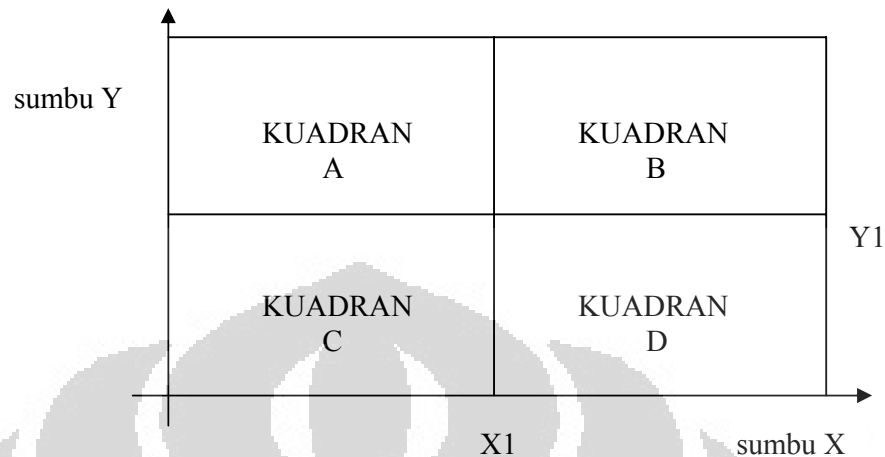 sumbu Y
KUADRAN
A
KUADRAN
B
Y1
KUADRAN
C
KUADRAN
D
X1
sumbu X